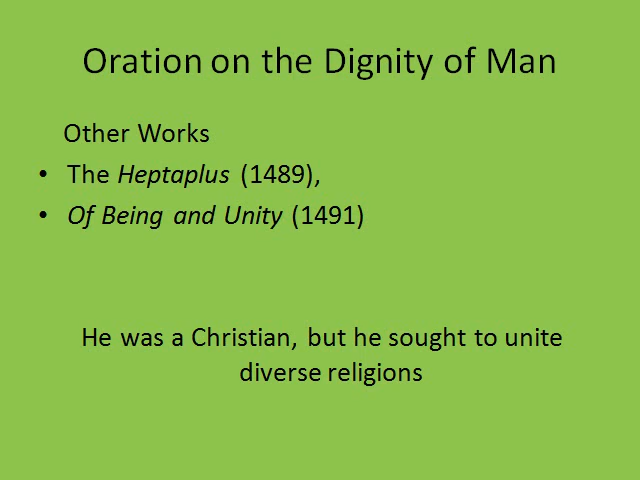 Oration on the Dignity of Man
Other Works
• The Heptaplus (1489),
• Of Being and Unity (1491)
He was a Christian, but he sought to unite
diverse religions